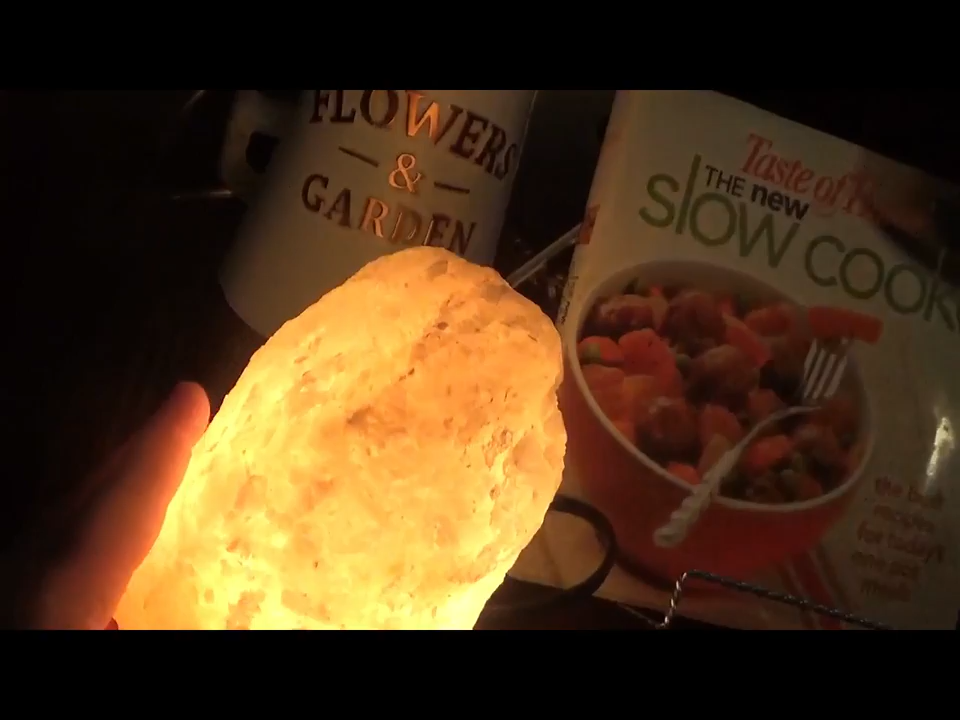 FLOWERS
— & —
GARDEN
Taste of
THE new
slow cook
the best
recipes
for today's